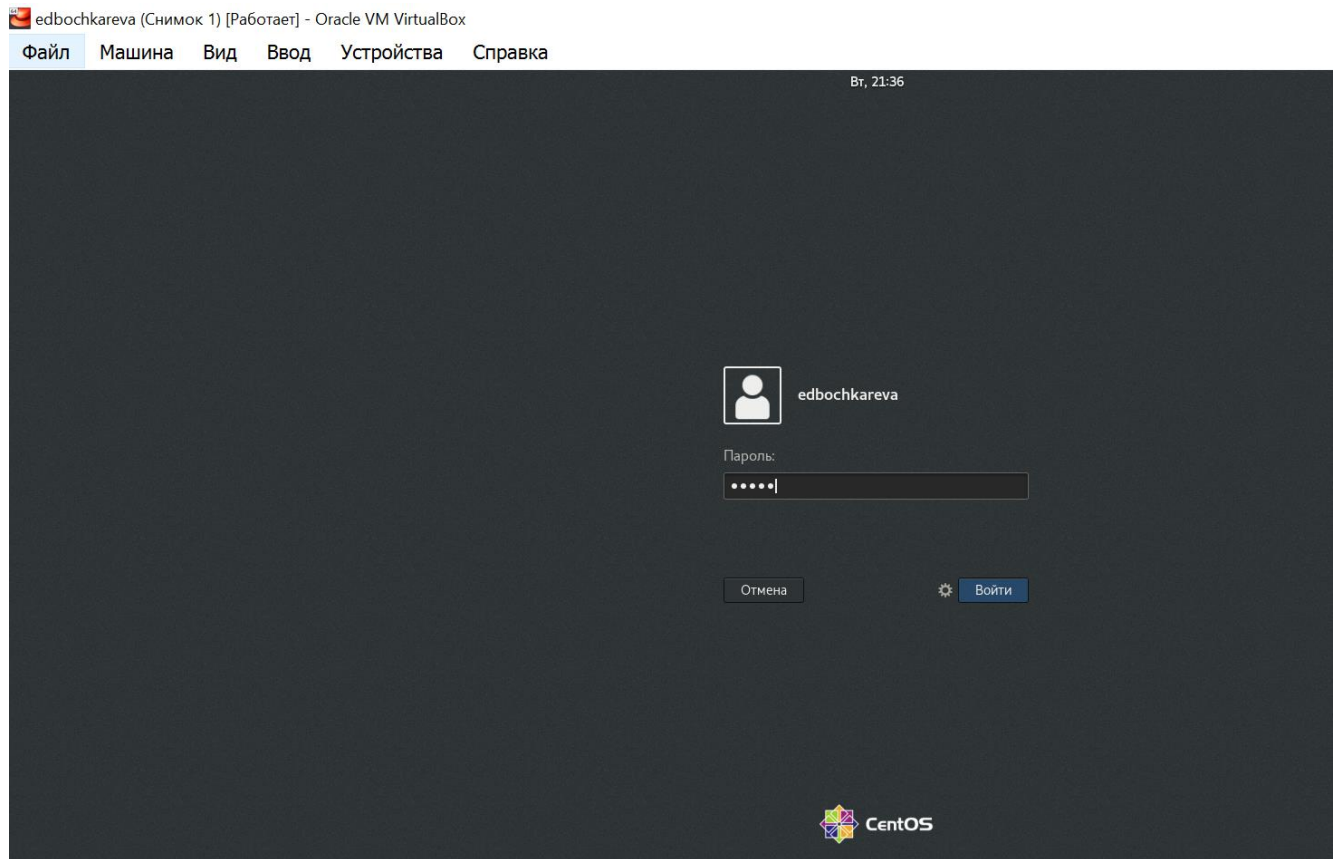 edbochkareva (Снимок 1) [Работает] - Oracle VM VirtualBox
Файл Машина Вид Ввод Устройства Справка
Вт, 21:36
edbochkareva
Пароль:
•••••
Отмена Войти
CentOS